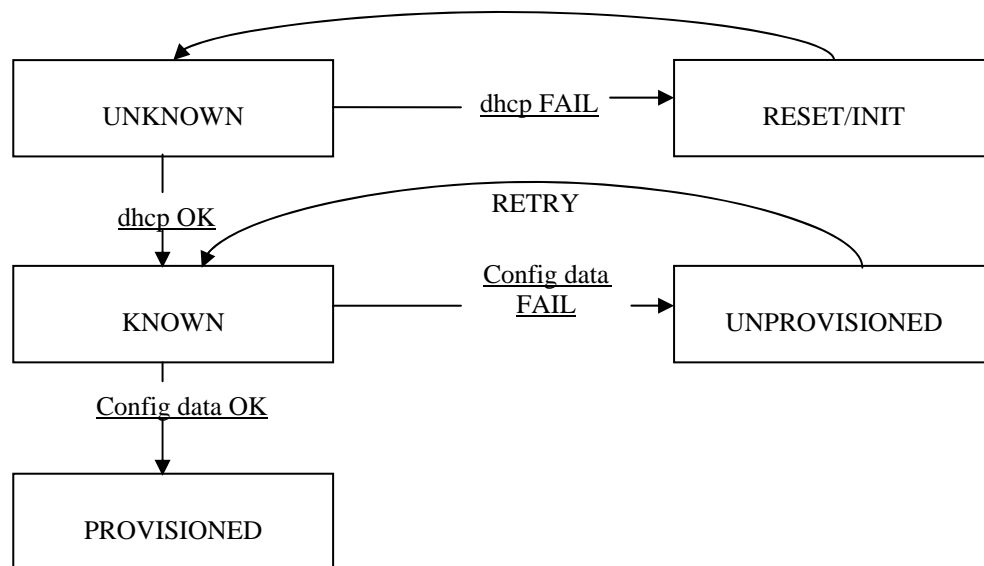 UNKNOWN
dhcp FAIL
RESET/INIT
dhcp OK
RETRY
KNOWN
Config data
FAIL
UNPROVISIONED
Config data OK
PROVISIONED